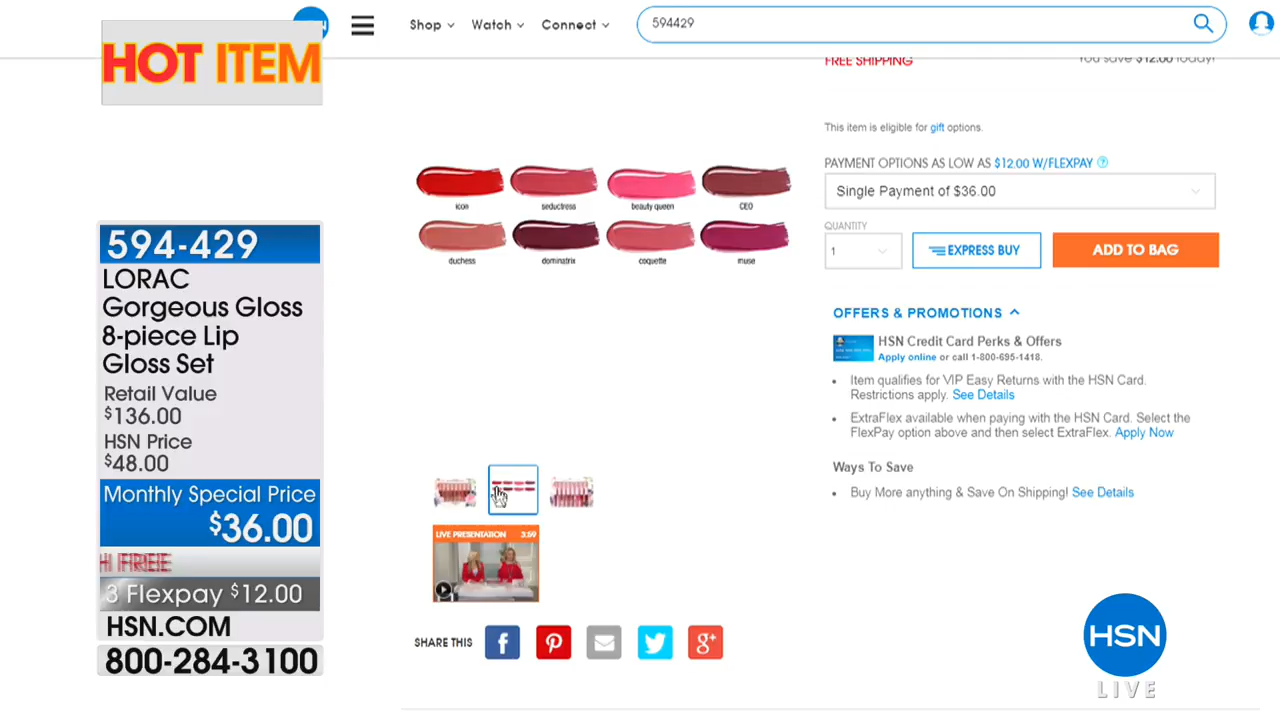 HOT ITEM
Shop
Watch
Connect
594429
FREE SHIPPING
You save $12.00 today!
This item is eligible for gift options.
PAYMENT OPTIONS AS LOW AS $12.00 W/FLEXPAY ?
Single Payment of $36.00
QUANTITY
1
EXPRESS BUY
ADD TO BAG
icon
seductress
beauty queen
CEO
duchess
dominatrix
coquette
muse
OFFERS & PROMOTIONS
HSN Credit Card Perks & Offers
Apply online or call 1-800-695-1418.
• Item qualifies for VIP Easy Returns with the HSN Card.
Restrictions apply. See Details
• ExtraFlex available when paying with the HSN Card. Select the
FlexPay option above and then select ExtraFlex. Apply Now
Ways To Save
• Buy More anything & Save On Shipping! See Details
LIVE PRESENTATION 3:59
SHARE THIS
594-429
LORAC
Gorgeous Gloss
8-piece Lip
Gloss Set
Retail Value
$136.00
HSN Price
$48.00
Monthly Special Price
$36.00
FREE
3 Flexpay $12.00
HSN.COM
800-284-3100
HSN
LIVE